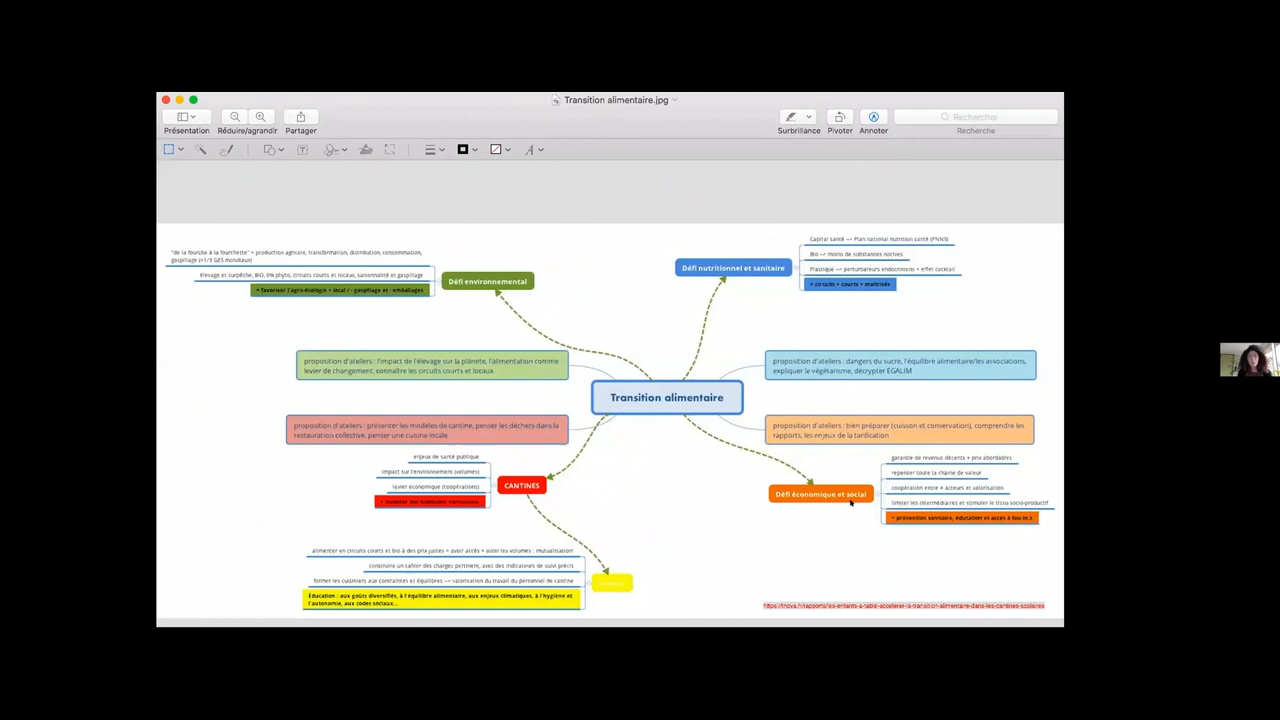 Transition alimentaire.jpg
Présentation
Réduire/agrandir
Partager
Surbrillance
Pivoter
Annoter
Rechercher
Recherche
"de la fourche à la fourchette" = production agricole, transformation, distribution, consommation,
gaspillage (>1/3 GES mondiaux)
élevage et surpêche, BIO, 0% phyto, circuits courts et locaux, saisonnalité et gaspillage
+ favoriser l'agro-écologie + local / - gaspillage et - emballages
Défi environnemental
Défi nutritionnel et sanitaire
Capital santé --> Plan national nutrition santé (PNNS)
Bio --> moins de substances nocives
Plastique --> perturbateurs endocriniens + effet cocktail
+ circuits + courts + maîtrisés
proposition d'ateliers : l'impact de l'élevage sur la planète, l'alimentation comme
levier de changement, connaître les circuits courts et locaux
proposition d'ateliers : dangers du sucre, l'équilibre alimentaire/les associations,
expliquer le végétarisme, décrypter EGALIM
Transition alimentaire
proposition d'ateliers : présenter les modèles de cantine, penser les déchets dans la
restauration collective, penser une cuisine locale
proposition d'ateliers : bien préparer (cuisson et conservation), comprendre les
rapports, les enjeux de la tarification
enjeux de santé publique
impact sur l'environnement (volumes)
levier économique (coopérations)
CANTINES
Défi économique et social
garantie de revenus décents + prix abordables
repenser toute la chaîne de valeur
coopération entre ≠ acteurs et valorisation
limiter les intermédiaires et stimuler le tissu socio-productif
+ prévention sanitaire, éducation et accès à tou.te.s
alimenter en circuits courts et bio à des prix justes = avoir accès + avoir les volumes : mutualisation!
construire un cahier des charges pertinent, avec des indicateurs de suivi précis
former les cuisiniers aux contraintes et équilibres --> valorisation du travail du personnel de cantine
Éducation : aux goûts diversifiés, à l'équilibre alimentaire, aux enjeux climatiques, à l'hygiène et
l'autonomie, aux codes sociaux...
https://tnova.fr/rapports/les-enfants-a-table-accelerer-la-transition-alimentaire-dans-les-cantines-scolaires